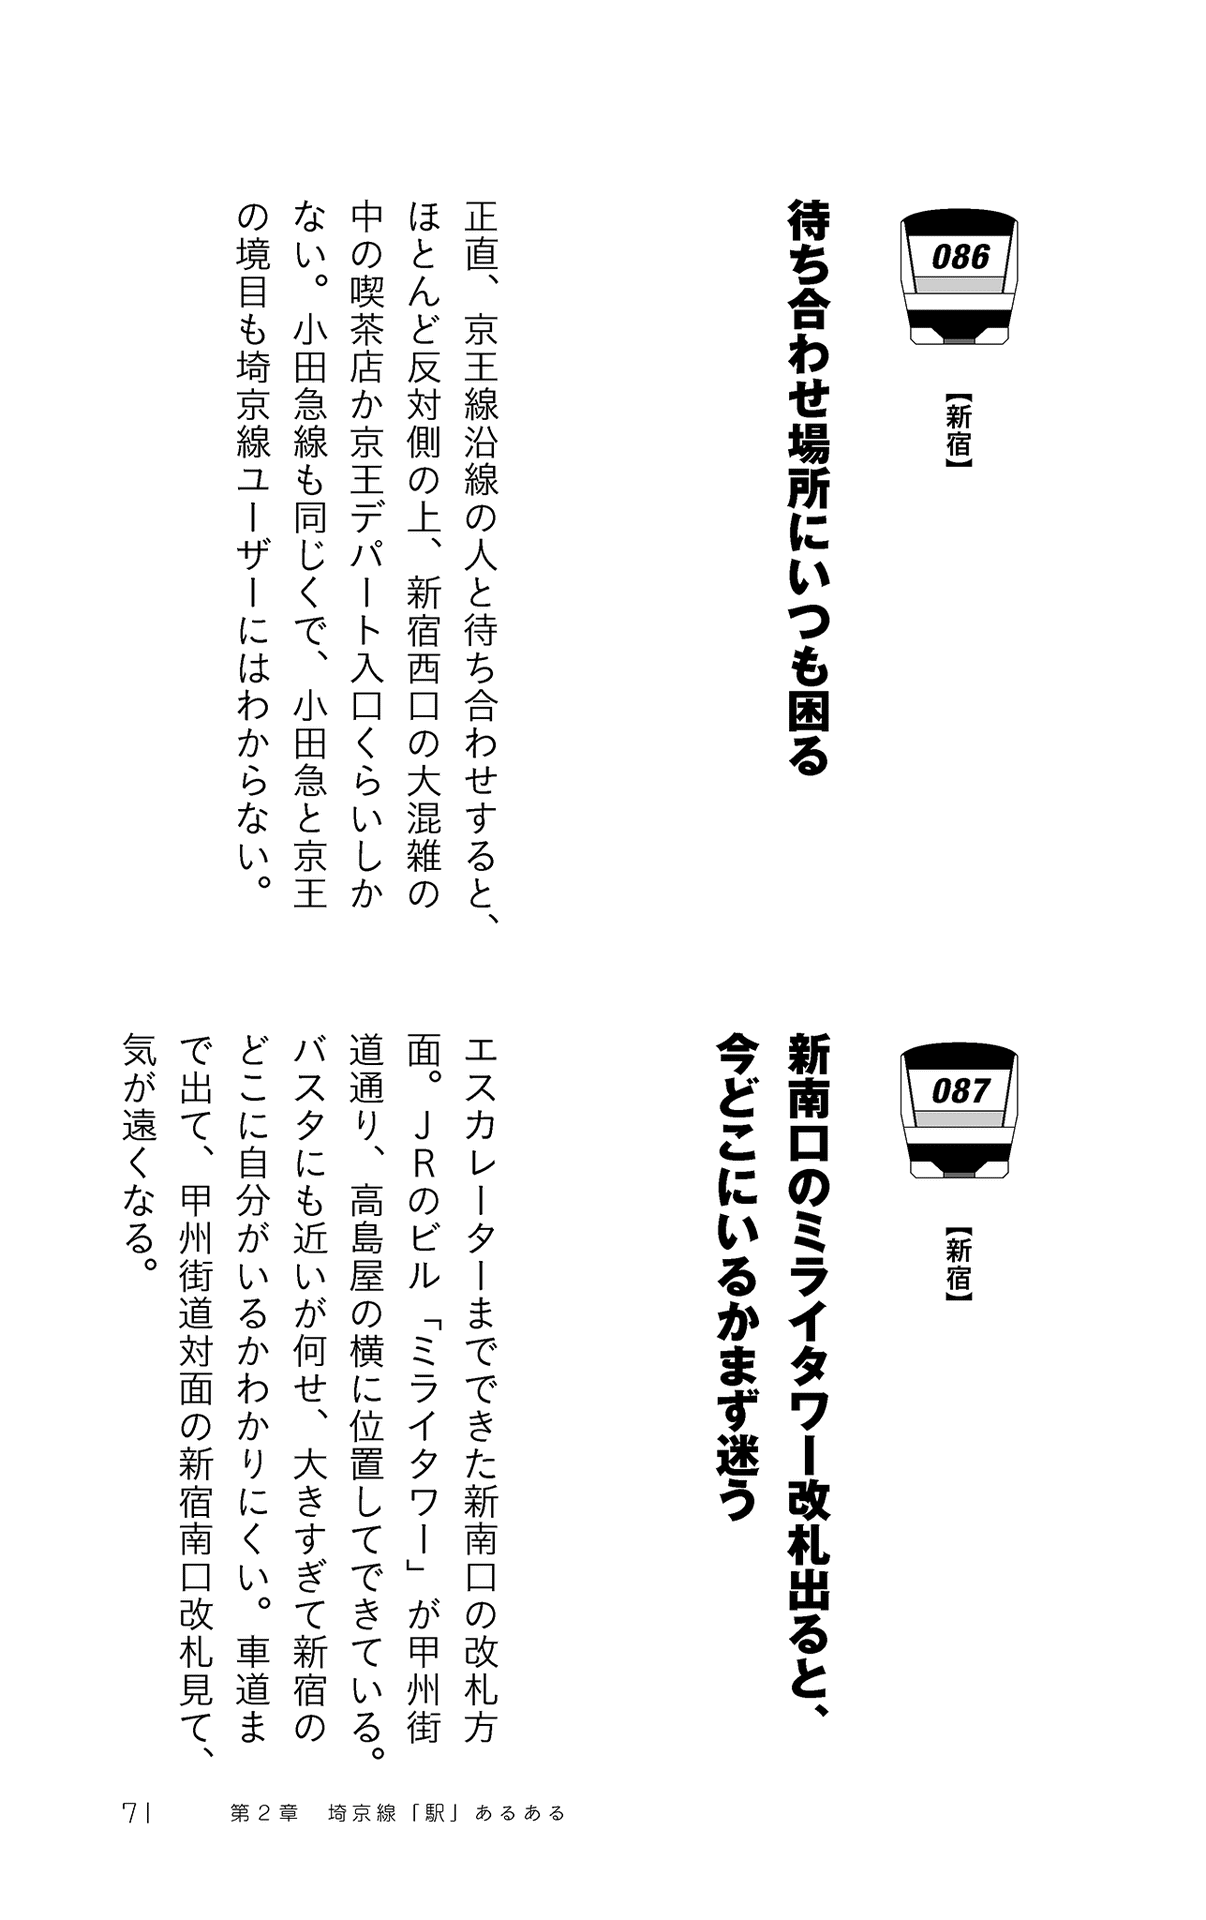 086
【新宿】
待ち合わせ場所にいつも困る
正直、京王線沿線の人と待ち合わせすると、
ほとんど反対側の上、新宿西口の大混雑の
中の喫茶店か京王デパート入口くらいしか
ない。小田急線も同じくで、小田急と京王
の境目も埼京線ユーザーにはわからない。
087
【新宿】
新南口のミライタワー改札出ると、
今どこにいるかまず迷う
エスカレーターまでできた新南口の改札方
面。ＪＲのビル「ミライタワー」が甲州街
道通り、高島屋の横に位置してできている。
バスタにも近いが何せ、大きすぎて新宿の
どこに自分がいるかわかりにくい。車道ま
で出て、甲州街道対面の新宿南口改札見て、
気が遠くなる。
71　第２章　埼京線「駅」あるある